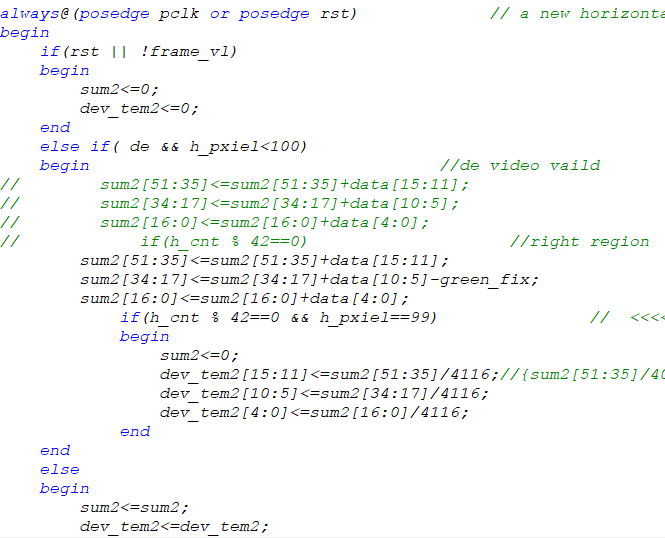 always@(posedge pclk or posedge rst) // a new horizonta
begin
if(rst || !frame_vl)
begin
sum2<=0;
dev_tem2<=0;
end
else if( de && h_pxiel<100)
begin //de video vaild
// sum2[51:35]<=sum2[51:35]+data[15:11];
// sum2[34:17]<=sum2[34:17]+data[10:5];
// sum2[16:0]<=sum2[16:0]+data[4:0];
// if(h_cnt % 42==0) //right region
sum2[51:35]<=sum2[51:35]+data[15:11];
sum2[34:17]<=sum2[34:17]+data[10:5]-green_fix;
sum2[16:0]<=sum2[16:0]+data[4:0];
if(h_cnt % 42==0 && h_pxiel==99) // <<<<
begin
sum2<=0;
dev_tem2[15:11]<=sum2[51:35]/4116;//{sum2[51:35]/40
dev_tem2[10:5]<=sum2[34:17]/4116;
dev_tem2[4:0]<=sum2[16:0]/4116;
end
end
else
begin
sum2<=sum2;
dev_tem2<=dev_tem2;